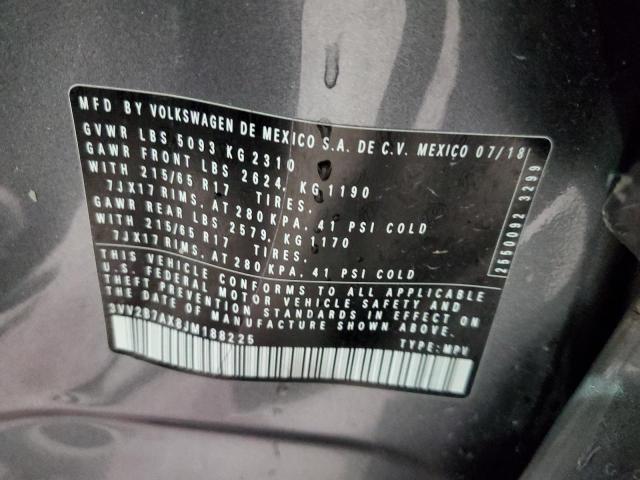 MFD BY VOLKSWAGEN DE MEXICO S.A. DE C.V. MEXICO 07/18
GVWR LBS 5093 KG 2310
GAWR FRONT LBS 2624, KG 1190
WITH 215/65 R17 TIRES,
7JX17 RIMS, AT 280 KPA, 41 PSI COLD
GAWR REAR LBS 2579, KG 1170
WITH 215/65 R17 TIRES,
7JX17 RIMS, AT 280 KPA, 41 PSI COLD
THIS VEHICLE CONFORMS TO ALL APPLICABLE
U.S. FEDERAL MOTOR VEHICLE SAFETY AND
THEFT PREVENTION STANDARDS IN EFFECT ON
THE DATE OF MANUFACTURE SHOWN ABOVE.
3VV2B7AX8JM188225 TYPE: MPV
2550092 3299